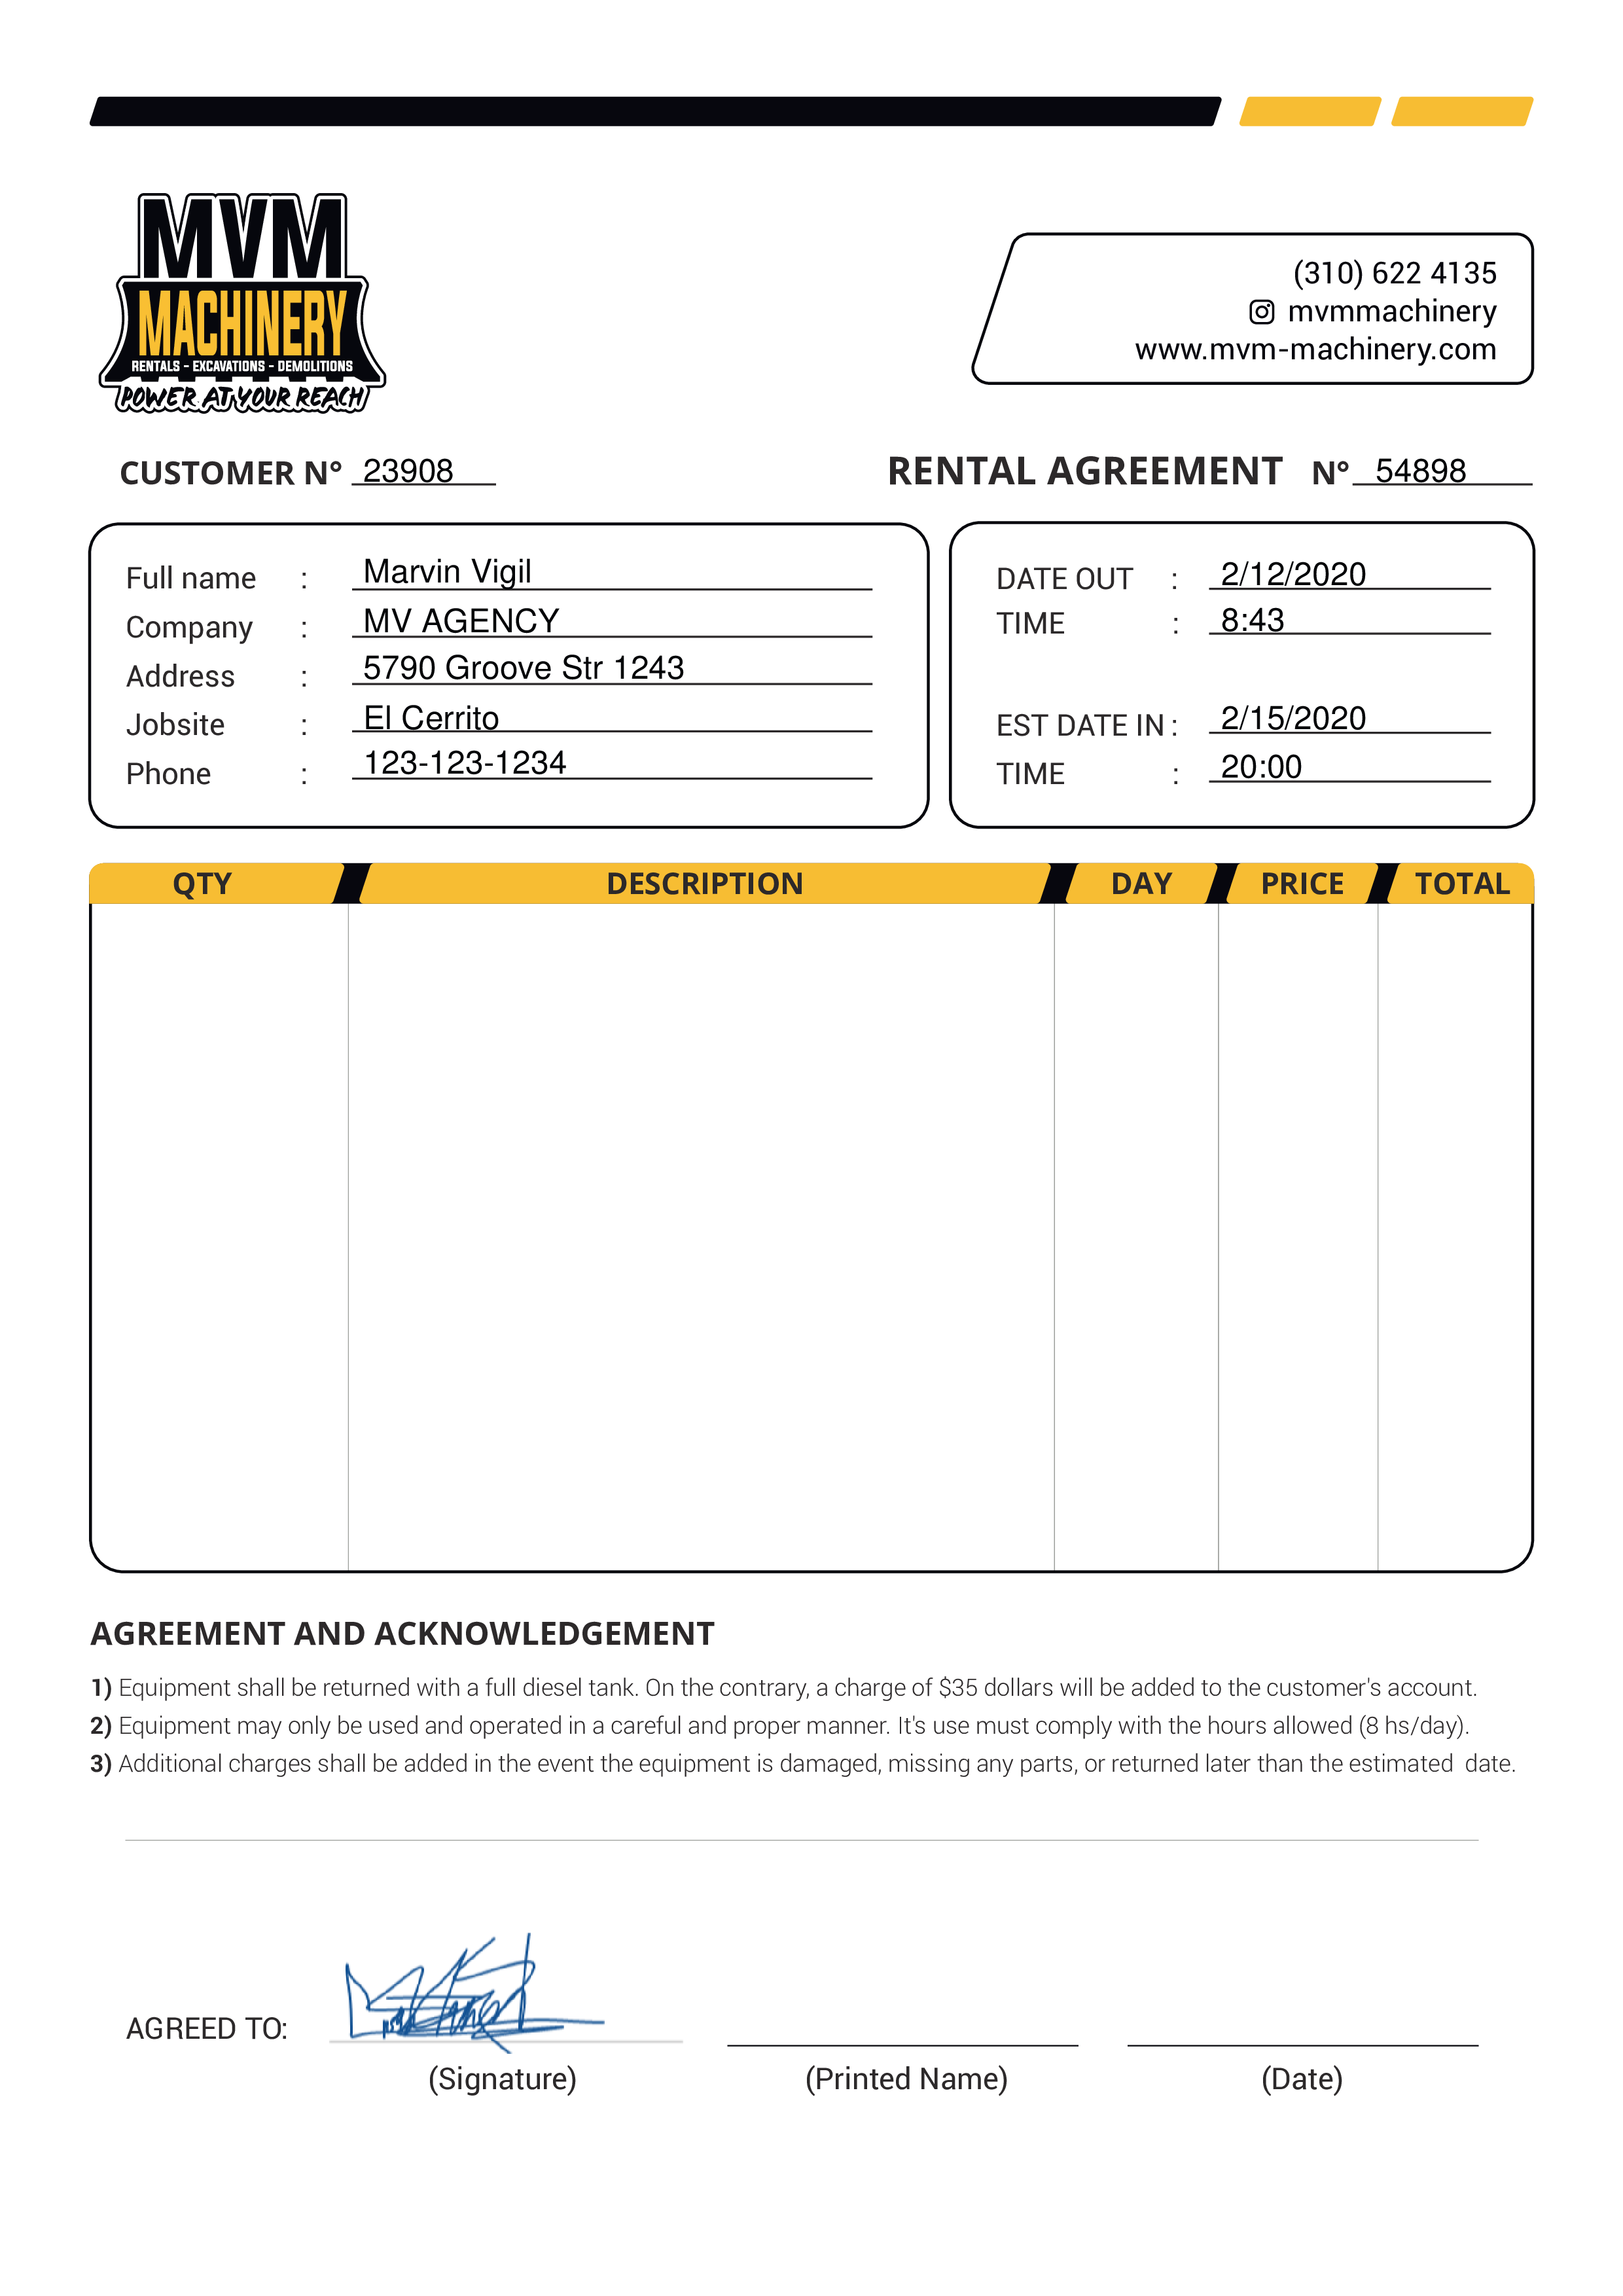 MVM
MACHINERY
RENTALS - EXCAVATIONS - DEMOLITIONS
POWER AT YOUR REACH
(310) 622 4135
mvmmachinery
www.mvm-machinery.com
CUSTOMER N° 23908
RENTAL AGREEMENT N° 54898
Full name : Marvin Vigil
Company : MV AGENCY
Address : 5790 Groove Str 1243
Jobsite : El Cerrito
Phone : 123-123-1234
DATE OUT : 2/12/2020
TIME : 8:43
EST DATE IN : 2/15/2020
TIME : 20:00
QTY DESCRIPTION DAY PRICE TOTAL
AGREEMENT AND ACKNOWLEDGEMENT
1) Equipment shall be returned with a full diesel tank. On the contrary, a charge of $35 dollars will be added to the customer's account.
2) Equipment may only be used and operated in a careful and proper manner. It's use must comply with the hours allowed (8 hs/day).
3) Additional charges shall be added in the event the equipment is damaged, missing any parts, or returned later than the estimated date.
AGREED TO:
(Signature) (Printed Name) (Date)